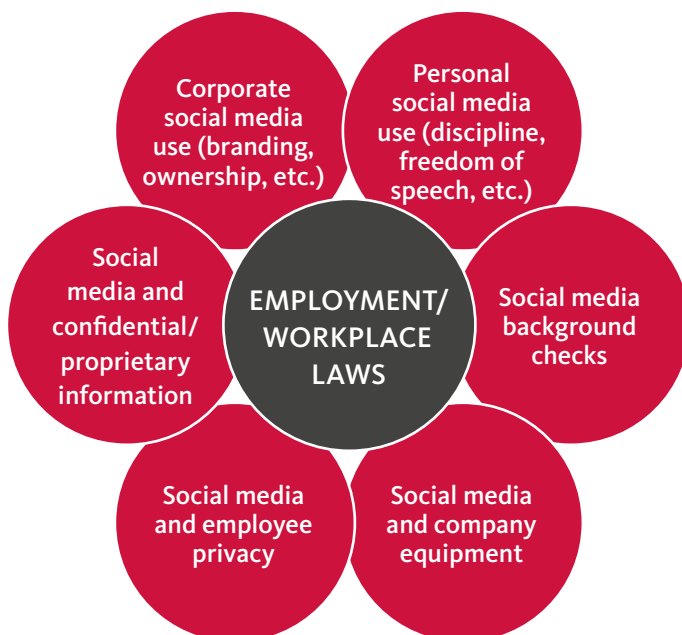 Corporate
social media
use (branding,
ownership, etc.)
Personal
social media
use (discipline,
freedom of
speech, etc.)
Social
media and
confidential/
proprietary
information
EMPLOYMENT/
WORKPLACE
LAWS
Social media
background
checks
Social media
and employee
privacy
Social media
and company
equipment